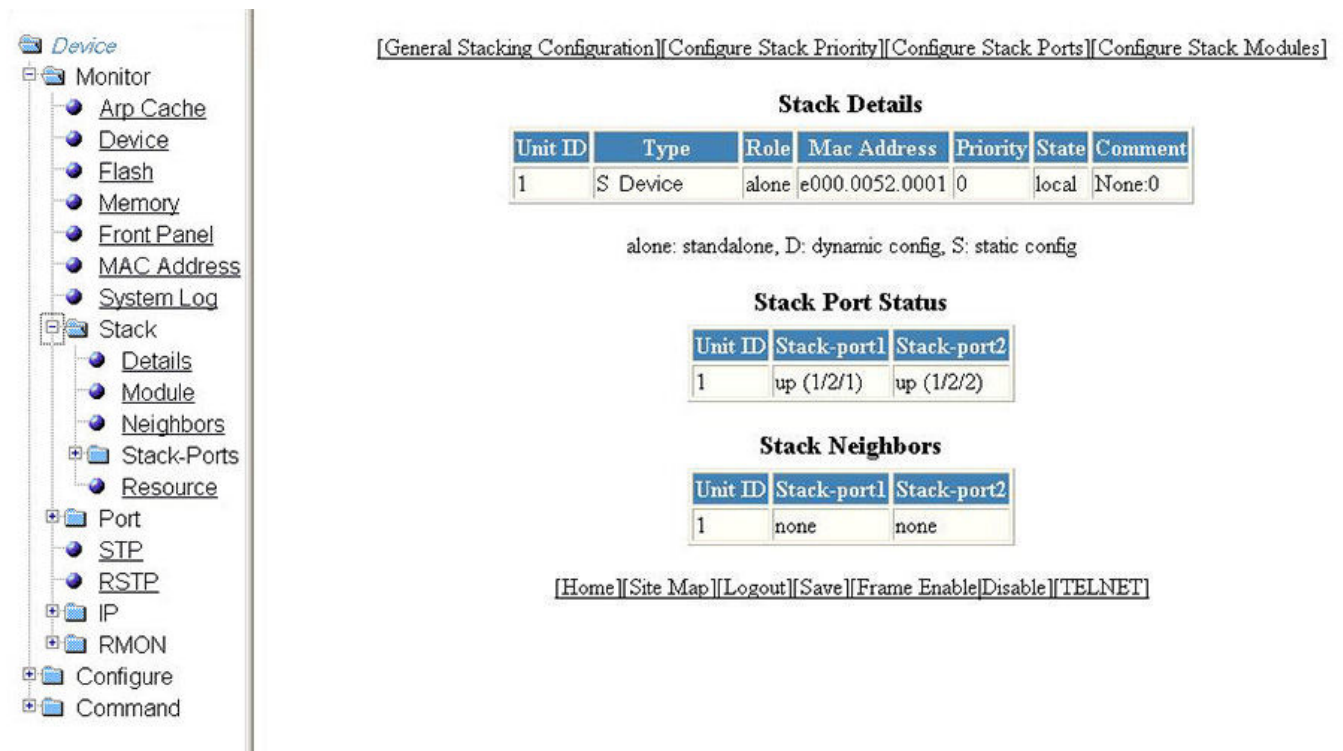 Device
Monitor
Arp Cache
Device
Flash
Memory
Front Panel
MAC Address
System Log
Stack
Details
Module
Neighbors
Stack-Ports
Resource
Port
STP
RSTP
IP
RMON
Configure
Command
[General Stacking Configuration][Configure Stack Priority][Configure Stack Ports][Configure Stack Modules]
Stack Details
Unit ID Type Role Mac Address Priority State Comment
1 S Device alone e000.0052.0001 0 local None:0
alone: standalone, D: dynamic config, S: static config
Stack Port Status
Unit ID Stack-port1 Stack-port2
1 up (1/2/1) up (1/2/2)
Stack Neighbors
Unit ID Stack-port1 Stack-port2
1 none none
[Home][Site Map][Logout][Save][Frame Enable|Disable][TELNET]